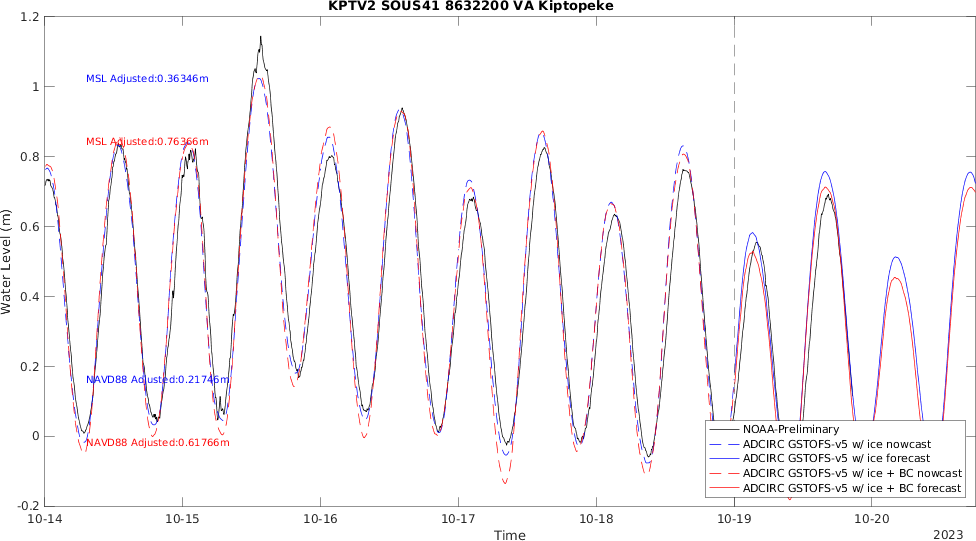 KPTV2 SOUS41 8632200 VA Kiptopeke
1.2
1
0.8
0.6
0.4
0.2
0
-0.2
Water Level (m)
MSL Adjusted:0.36346m
MSL Adjusted:0.76366m
NAVD88 Adjusted:0.21746m
NAVD88 Adjusted:0.61766m
NOAA-Preliminary
ADCIRC GSTOFS-v5 w/ ice nowcast
ADCIRC GSTOFS-v5 w/ ice forecast
ADCIRC GSTOFS-v5 w/ ice + BC nowcast
ADCIRC GSTOFS-v5 w/ ice + BC forecast
10-14 10-15 10-16 10-17 10-18 10-19 10-20
Time
2023